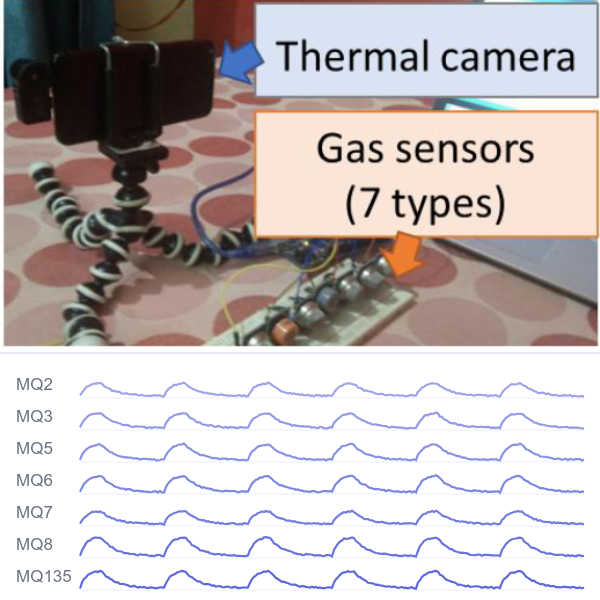 Thermal camera
Gas sensors
(7 types)
MQ2
MQ3
MQ5
MQ6
MQ7
MQ8
MQ135